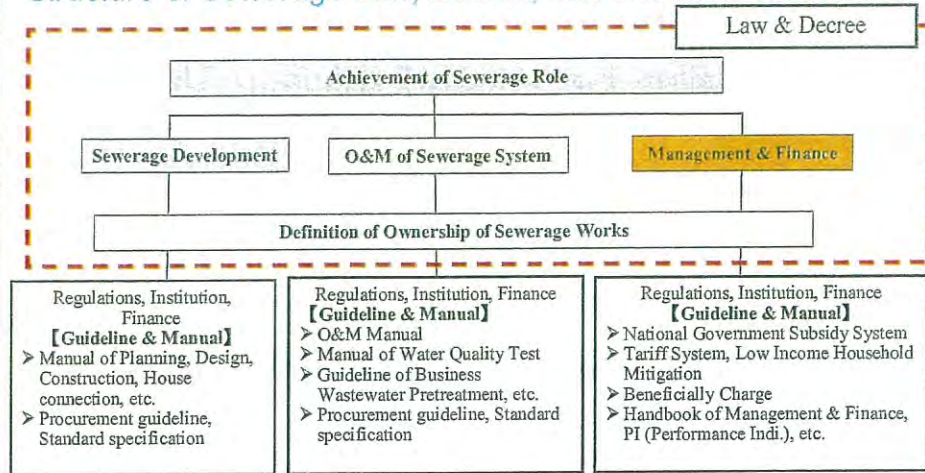 Law & Decree
Achievement of Sewerage Role
Sewerage Development
O&M of Sewerage System
Management & Finance
Definition of Ownership of Sewerage Works
Regulations, Institution,
Finance
【Guideline & Manual】
➢ Manual of Planning, Design,
Construction, House
connection, etc.
➢ Procurement guideline,
Standard specification
Regulations, Institution, Finance
【Guideline & Manual】
➢ O&M Manual
➢ Manual of Water Quality Test
➢ Guideline of Business
Wastewater Pretreatment, etc.
➢ Procurement guideline, Standard
specification
Regulations, Institution, Finance
【Guideline & Manual】
➢ National Government Subsidy System
➢ Tariff System, Low Income Household
Mitigation
➢ Beneficially Charge
➢ Handbook of Management & Finance,
PI (Performance Indi.), etc.